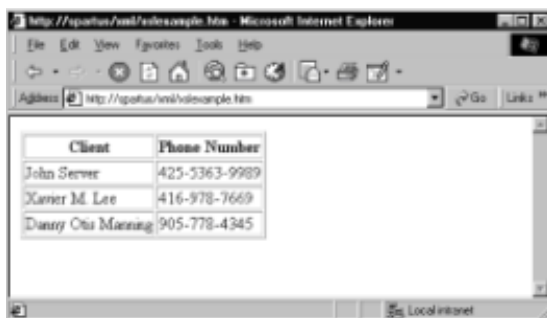 http://spartus/xml/xslexample.htm - Microsoft Internet Explorer
File Edit View Favorites Tools Help
Address http://spartus/xml/xslexample.htm Go Links »
Client Phone Number
John Server 425-5363-9989
Xavier M. Lee 416-978-7669
Danny Otis Manning 905-778-4345
Local intranet